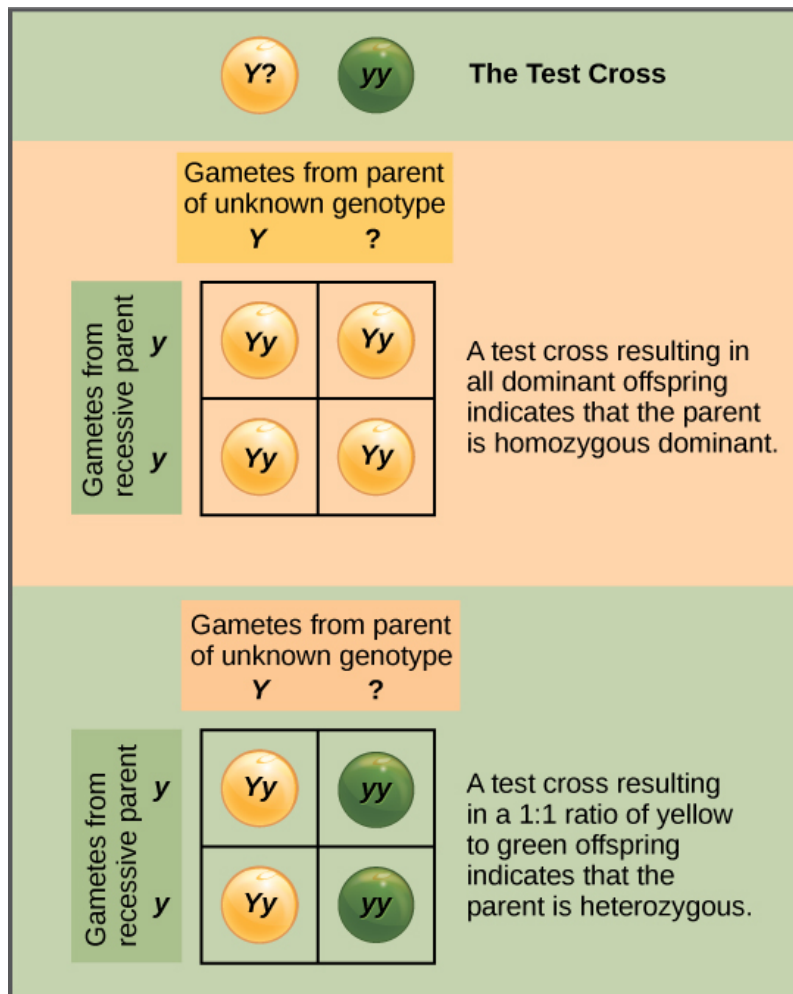 Y? yy The Test Cross
Gametes from parent
of unknown genotype
Y ?
Gametes from
recessive parent
y Yy Yy
y Yy Yy
A test cross resulting in
all dominant offspring
indicates that the parent
is homozygous dominant.
Gametes from parent
of unknown genotype
Y ?
Gametes from
recessive parent
y Yy yy
y Yy yy
A test cross resulting
in a 1:1 ratio of yellow
to green offspring
indicates that the
parent is heterozygous.